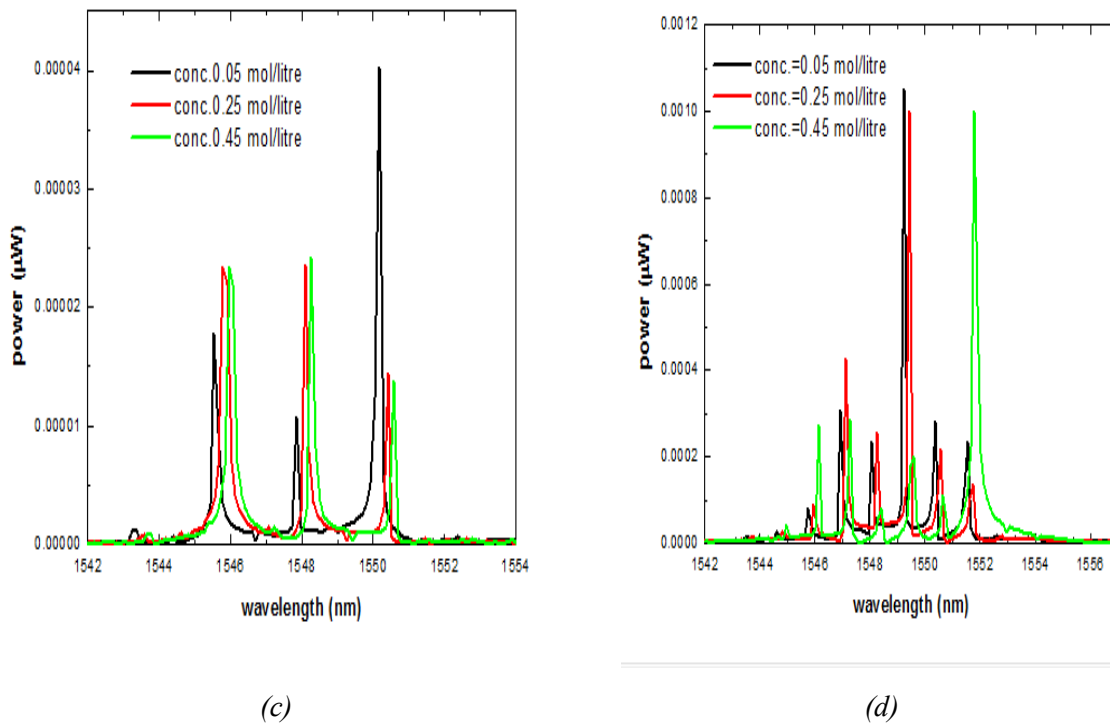 conc.0.05 mol/litre
conc.0.25 mol/litre
conc.0.45 mol/litre
0.00004
0.00003
0.00002
0.00001
0.00000
power (µW)
1542 1544 1546 1548 1550 1552 1554
wavelength (nm)
(c)
conc.=0.05 mol/litre
conc.=0.25 mol/litre
conc.=0.45 mol/litre
0.0012
0.0010
0.0008
0.0006
0.0004
0.0002
0.0000
power (µW)
1542 1544 1546 1548 1550 1552 1554 1556
wavelength (nm)
(d)